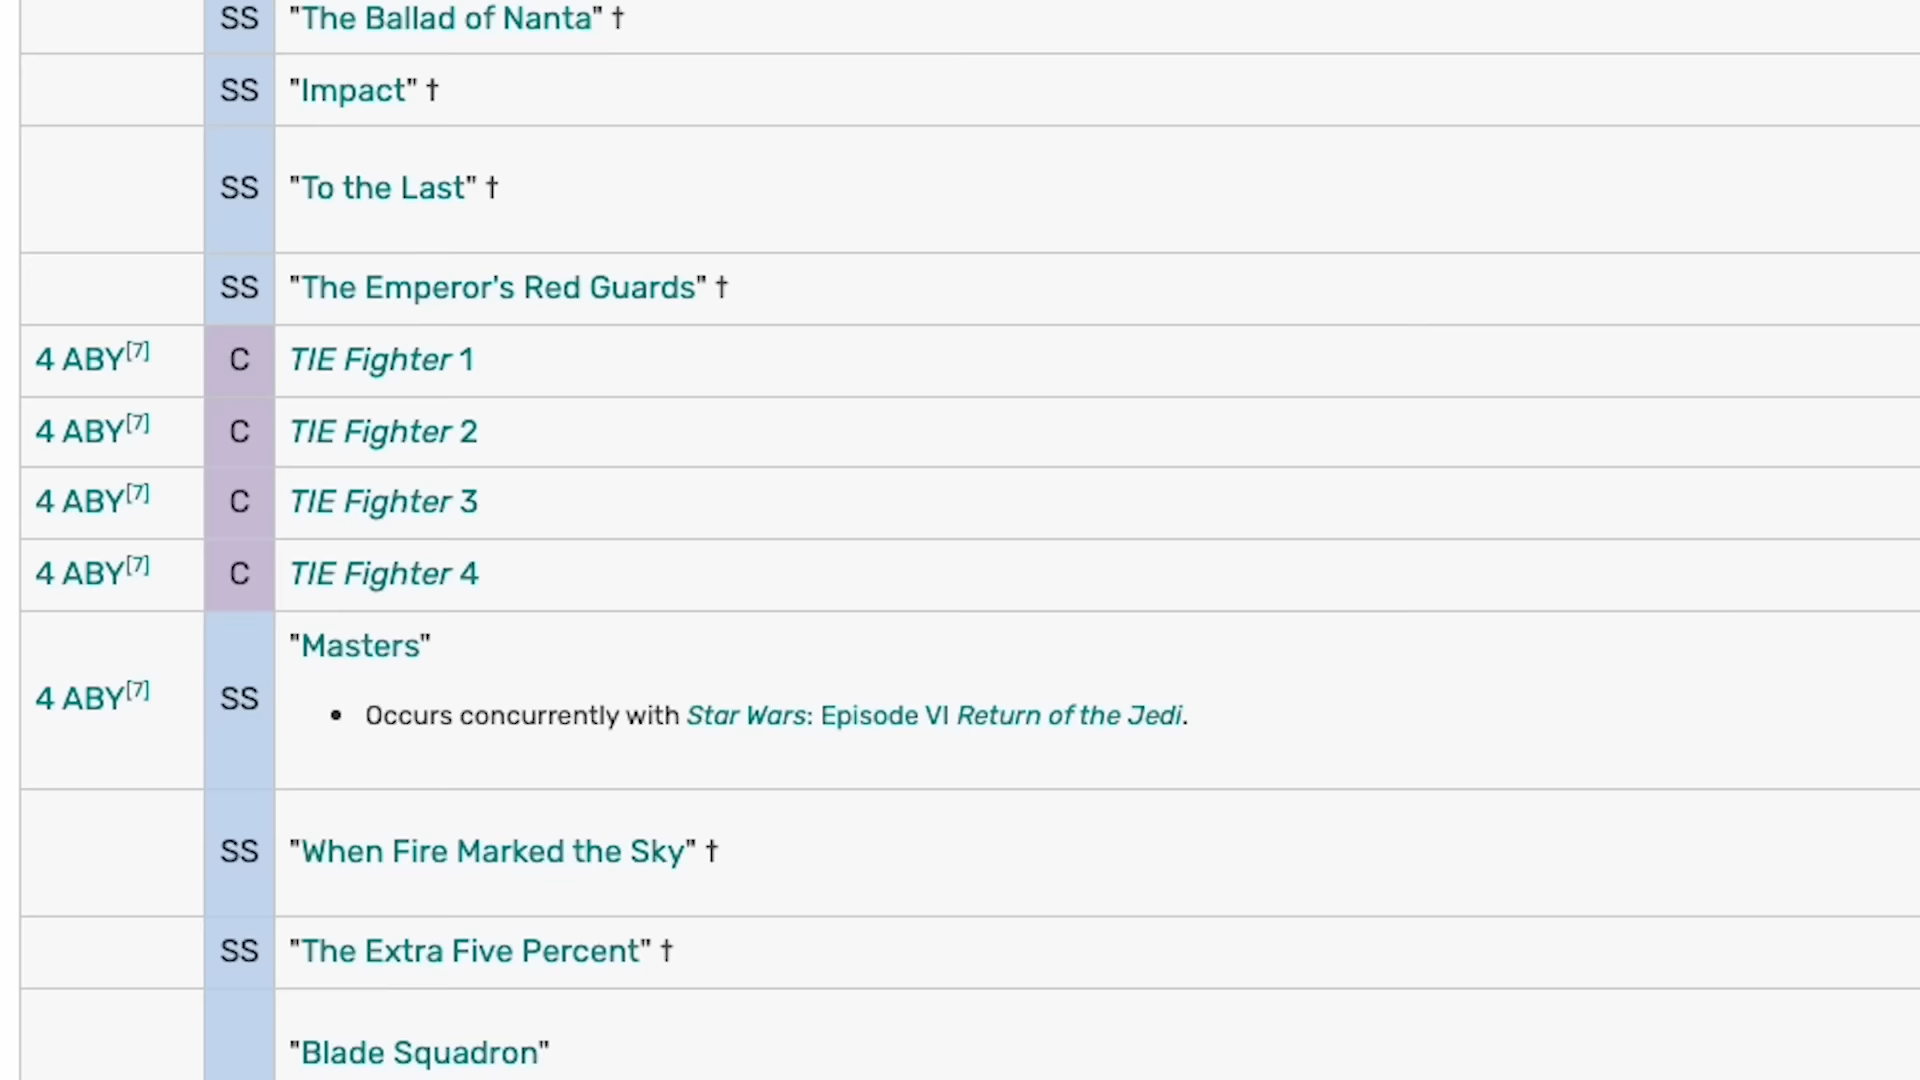 SS "The Ballad of Nanta" †
SS "Impact" †
SS "To the Last" †
SS "The Emperor's Red Guards" †
4 ABY[7] C TIE Fighter 1
4 ABY[7] C TIE Fighter 2
4 ABY[7] C TIE Fighter 3
4 ABY[7] C TIE Fighter 4
4 ABY[7] SS "Masters"
• Occurs concurrently with Star Wars: Episode VI Return of the Jedi.
SS "When Fire Marked the Sky" †
SS "The Extra Five Percent" †
"Blade Squadron"